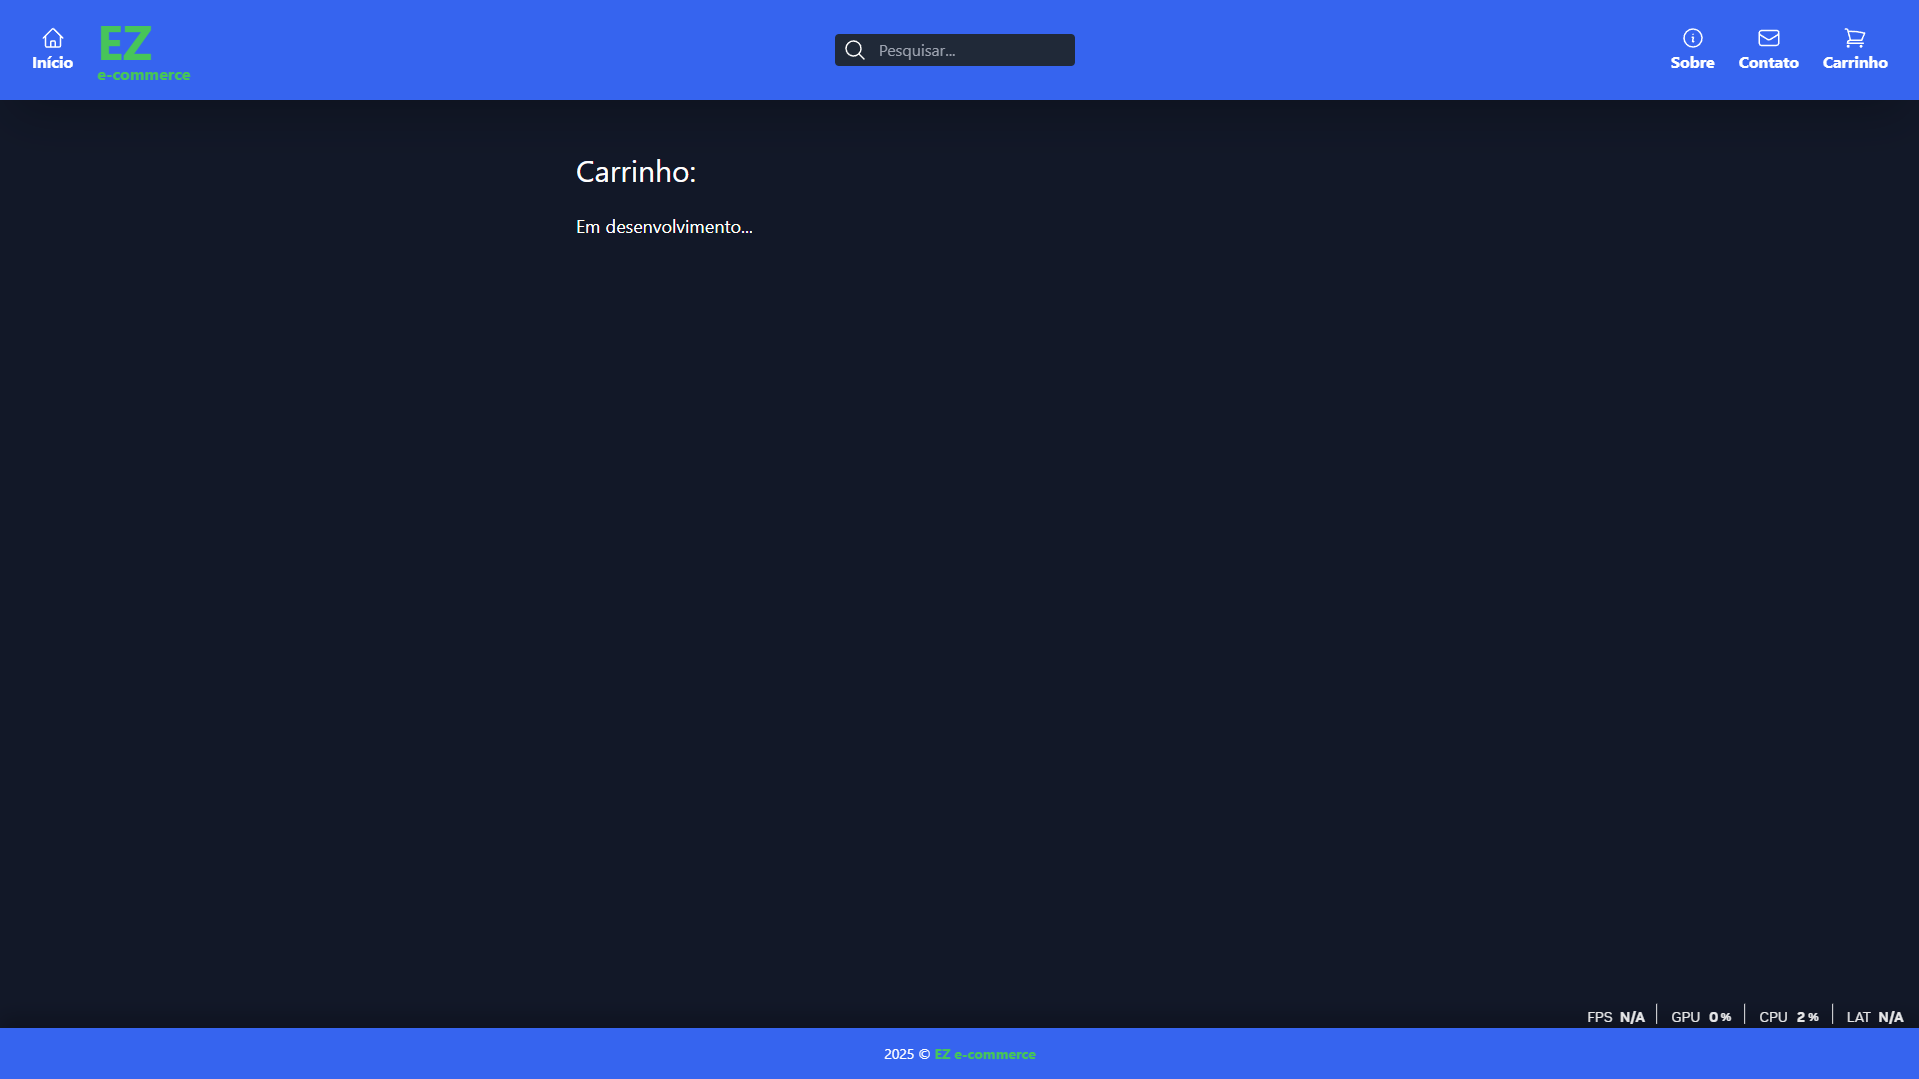 Início
EZ
e-commerce
Pesquisar...
Sobre
Contato
Carrinho
Carrinho:
Em desenvolvimento...
FPS N/A | GPU 0 % | CPU 2 % | LAT N/A
2025 © EZ e-commerce